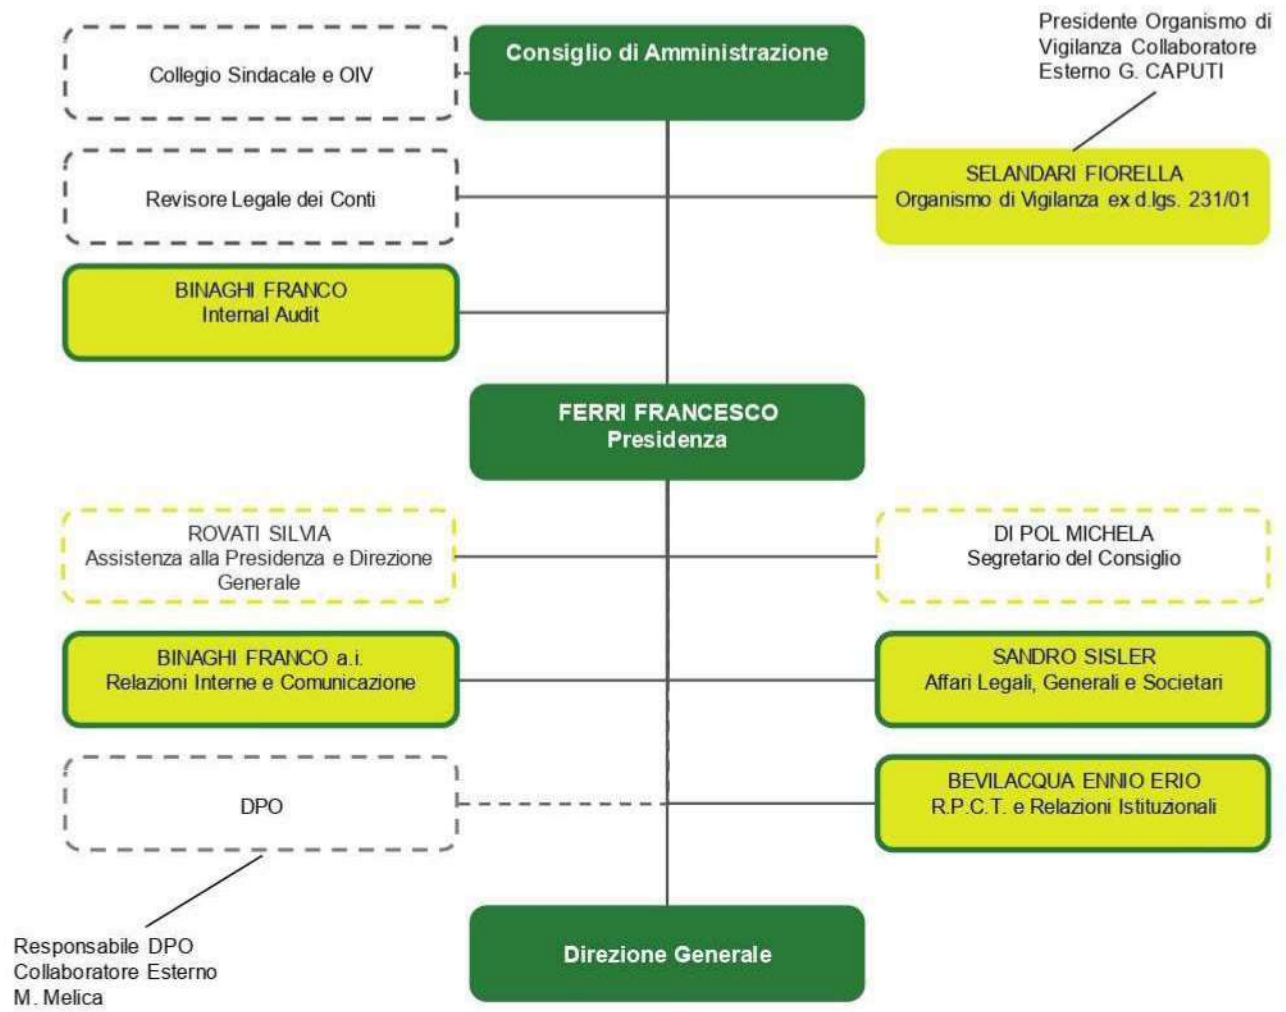 Consiglio di Amministrazione
Presidente Organismo di
Vigilanza Collaboratore
Esterno G. CAPUTI
Collegio Sindacale e OIV
Revisore Legale dei Conti
SELANDARI FIORELLA
Organismo di Vigilanza ex d.lgs. 231/01
BINAGHI FRANCO
Internal Audit
FERRI FRANCESCO
Presidenza
ROVATI SILVIA
Assistenza alla Presidenza e Direzione
Generale
DI POL MICHELA
Segretario del Consiglio
BINAGHI FRANCO a.i.
Relazioni Interne e Comunicazione
SANDRO SISLER
Affari Legali, Generali e Societari
DPO
BEVILACQUA ENNIO ERIO
R.P.C.T. e Relazioni Istituzionali
Responsabile DPO
Collaboratore Esterno
M. Melica
Direzione Generale